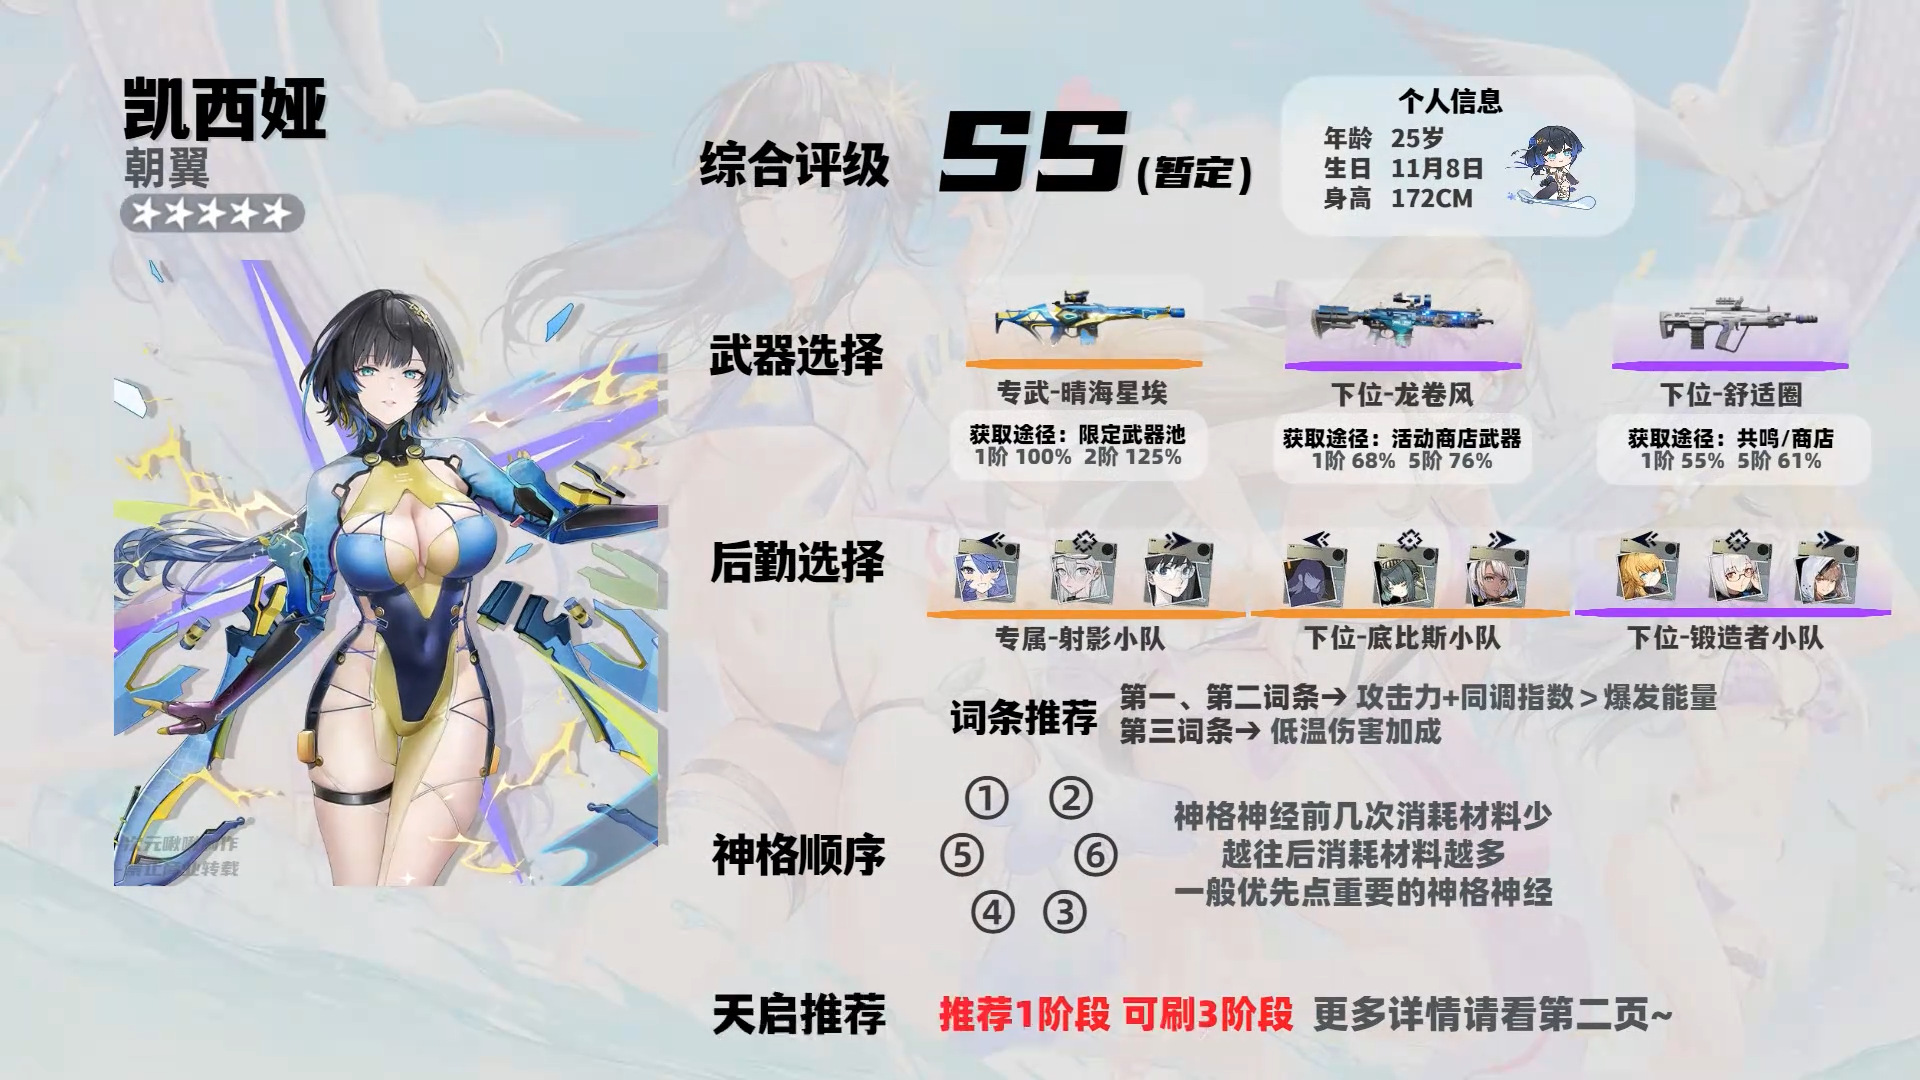 凯西娅
朝翼
综合评级 SS (暂定)
个人信息
年龄 25岁
生日 11月8日
身高 172CM
武器选择
专武-晴海星埃
获取途径：限定武器池
1阶 100% 2阶 125%
下位-龙卷风
获取途径：活动商店武器
1阶 68% 5阶 76%
下位-舒适圈
获取途径：共鸣/商店
1阶 55% 5阶 61%
后勤选择
专属-射影小队
下位-底比斯小队
下位-锻造者小队
词条推荐
第一、第二词条→ 攻击力+同调指数＞爆发能量
第三词条→ 低温伤害加成
神格顺序
① ②
⑤ ⑥
④ ③
神格神经前几次消耗材料少
越往后消耗材料越多
一般优先点重要的神格神经
天启推荐
推荐1阶段 可刷3阶段 更多详情请看第二页~